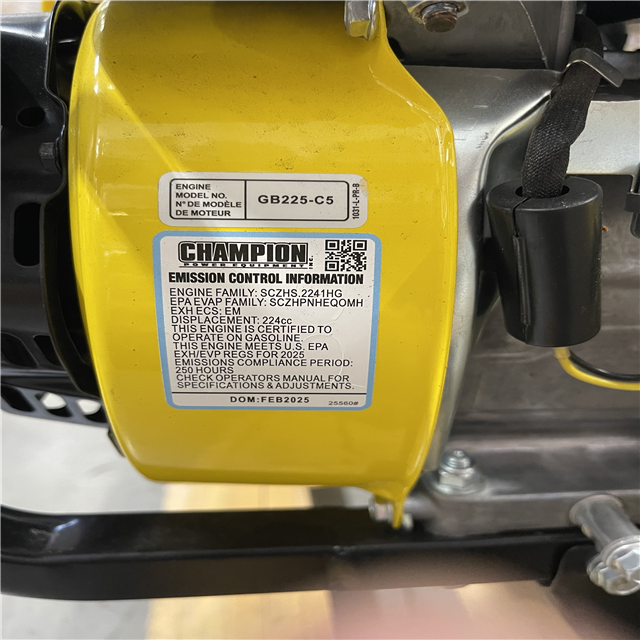 ENGINE
MODEL NO.
N° DE MODÈLE
DE MOTEUR
GB225-C5
1031-L-PR-B
CHAMPION
POWER EQUIPMENT INC.
EMISSION CONTROL INFORMATION
ENGINE FAMILY: SCZHS.2241HG
EPA EVAP FAMILY: SCZHPNHEQOMH
EXH ECS: EM
DISPLACEMENT: 224cc
THIS ENGINE IS CERTIFIED TO
OPERATE ON GASOLINE.
THIS ENGINE MEETS U.S. EPA
EXH/EVP REGS FOR 2025
EMISSIONS COMPLIANCE PERIOD:
250 HOURS
CHECK OPERATORS MANUAL FOR
SPECIFICATIONS & ADJUSTMENTS.
DOM:FEB2025
25560#